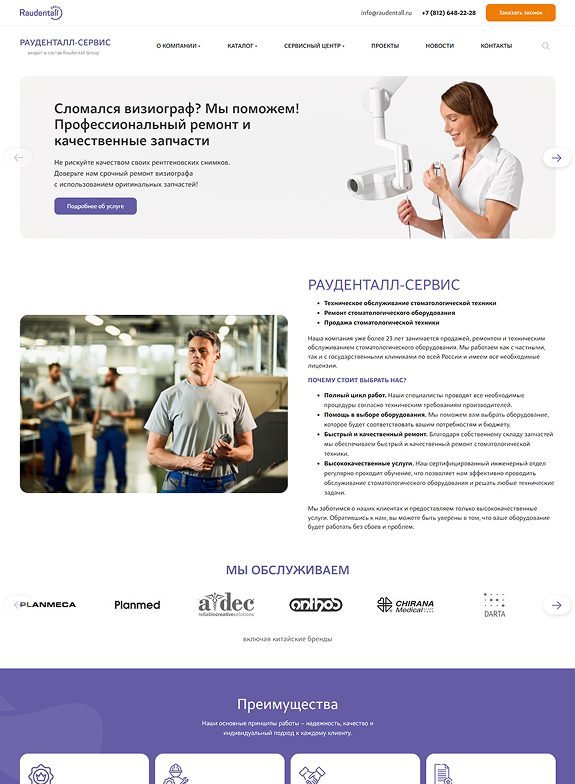 Raudentall
GROUP
info@raudentall.ru
+7 (812) 648-22-28
Заказать звонок
РАУДЕНТАЛЛ-СЕРВИС
входит в состав Raudentall Group
О КОМПАНИИ
КАТАЛОГ
СЕРВИСНЫЙ ЦЕНТР
ПРОЕКТЫ
НОВОСТИ
КОНТАКТЫ
Сломался визиограф? Мы поможем!
Профессиональный ремонт и
качественные запчасти
Не рискуйте качеством своих рентгеновских снимков.
Доверьте нам срочный ремонт визиографа
с использованием оригинальных запчастей!
Подробнее об услуге
РАУДЕНТАЛЛ-СЕРВИС
Техническое обслуживание стоматологической техники
Ремонт стоматологического оборудования
Продажа стоматологической техники
Наша компания уже более 23 лет занимается продажей, ремонтом и техническим
обслуживанием стоматологического оборудования. Мы работаем как с частными,
так и с государственными клиниками по всей России и имеем все необходимые
лицензии.
ПОЧЕМУ СТОИТ ВЫБРАТЬ НАС?
Полный цикл работ. Наши специалисты проводят все необходимые
процедуры согласно техническим требованиям производителей.
Помощь в выборе оборудования. Мы поможем вам выбрать оборудование,
которое будет соответствовать вашим потребностям и бюджету.
Быстрый и качественный ремонт. Благодаря собственному складу запчастей
мы обеспечиваем быстрый и качественный ремонт стоматологической
техники.
Высококачественные услуги. Наш сертифицированный инженерный отдел
регулярно проходит обучение, что позволяет нам эффективно проводить
обслуживание стоматологического оборудования и решать любые технические
задачи.
Мы заботимся о наших клиентах и предоставляем только высококачественные
услуги. Обратившись к нам, вы можете быть уверены в том, что ваше оборудование
будет работать без сбоев и проблем.
МЫ ОБСЛУЖИВАЕМ
PLANMECA
Planmed
a dec
reliablecreativesolutions
anthos
CHIRANA
Medical
DARTA
включая китайские бренды
Преимущества
Наши основные принципы работы – надежность, качество и
индивидуальный подход к каждому клиенту.